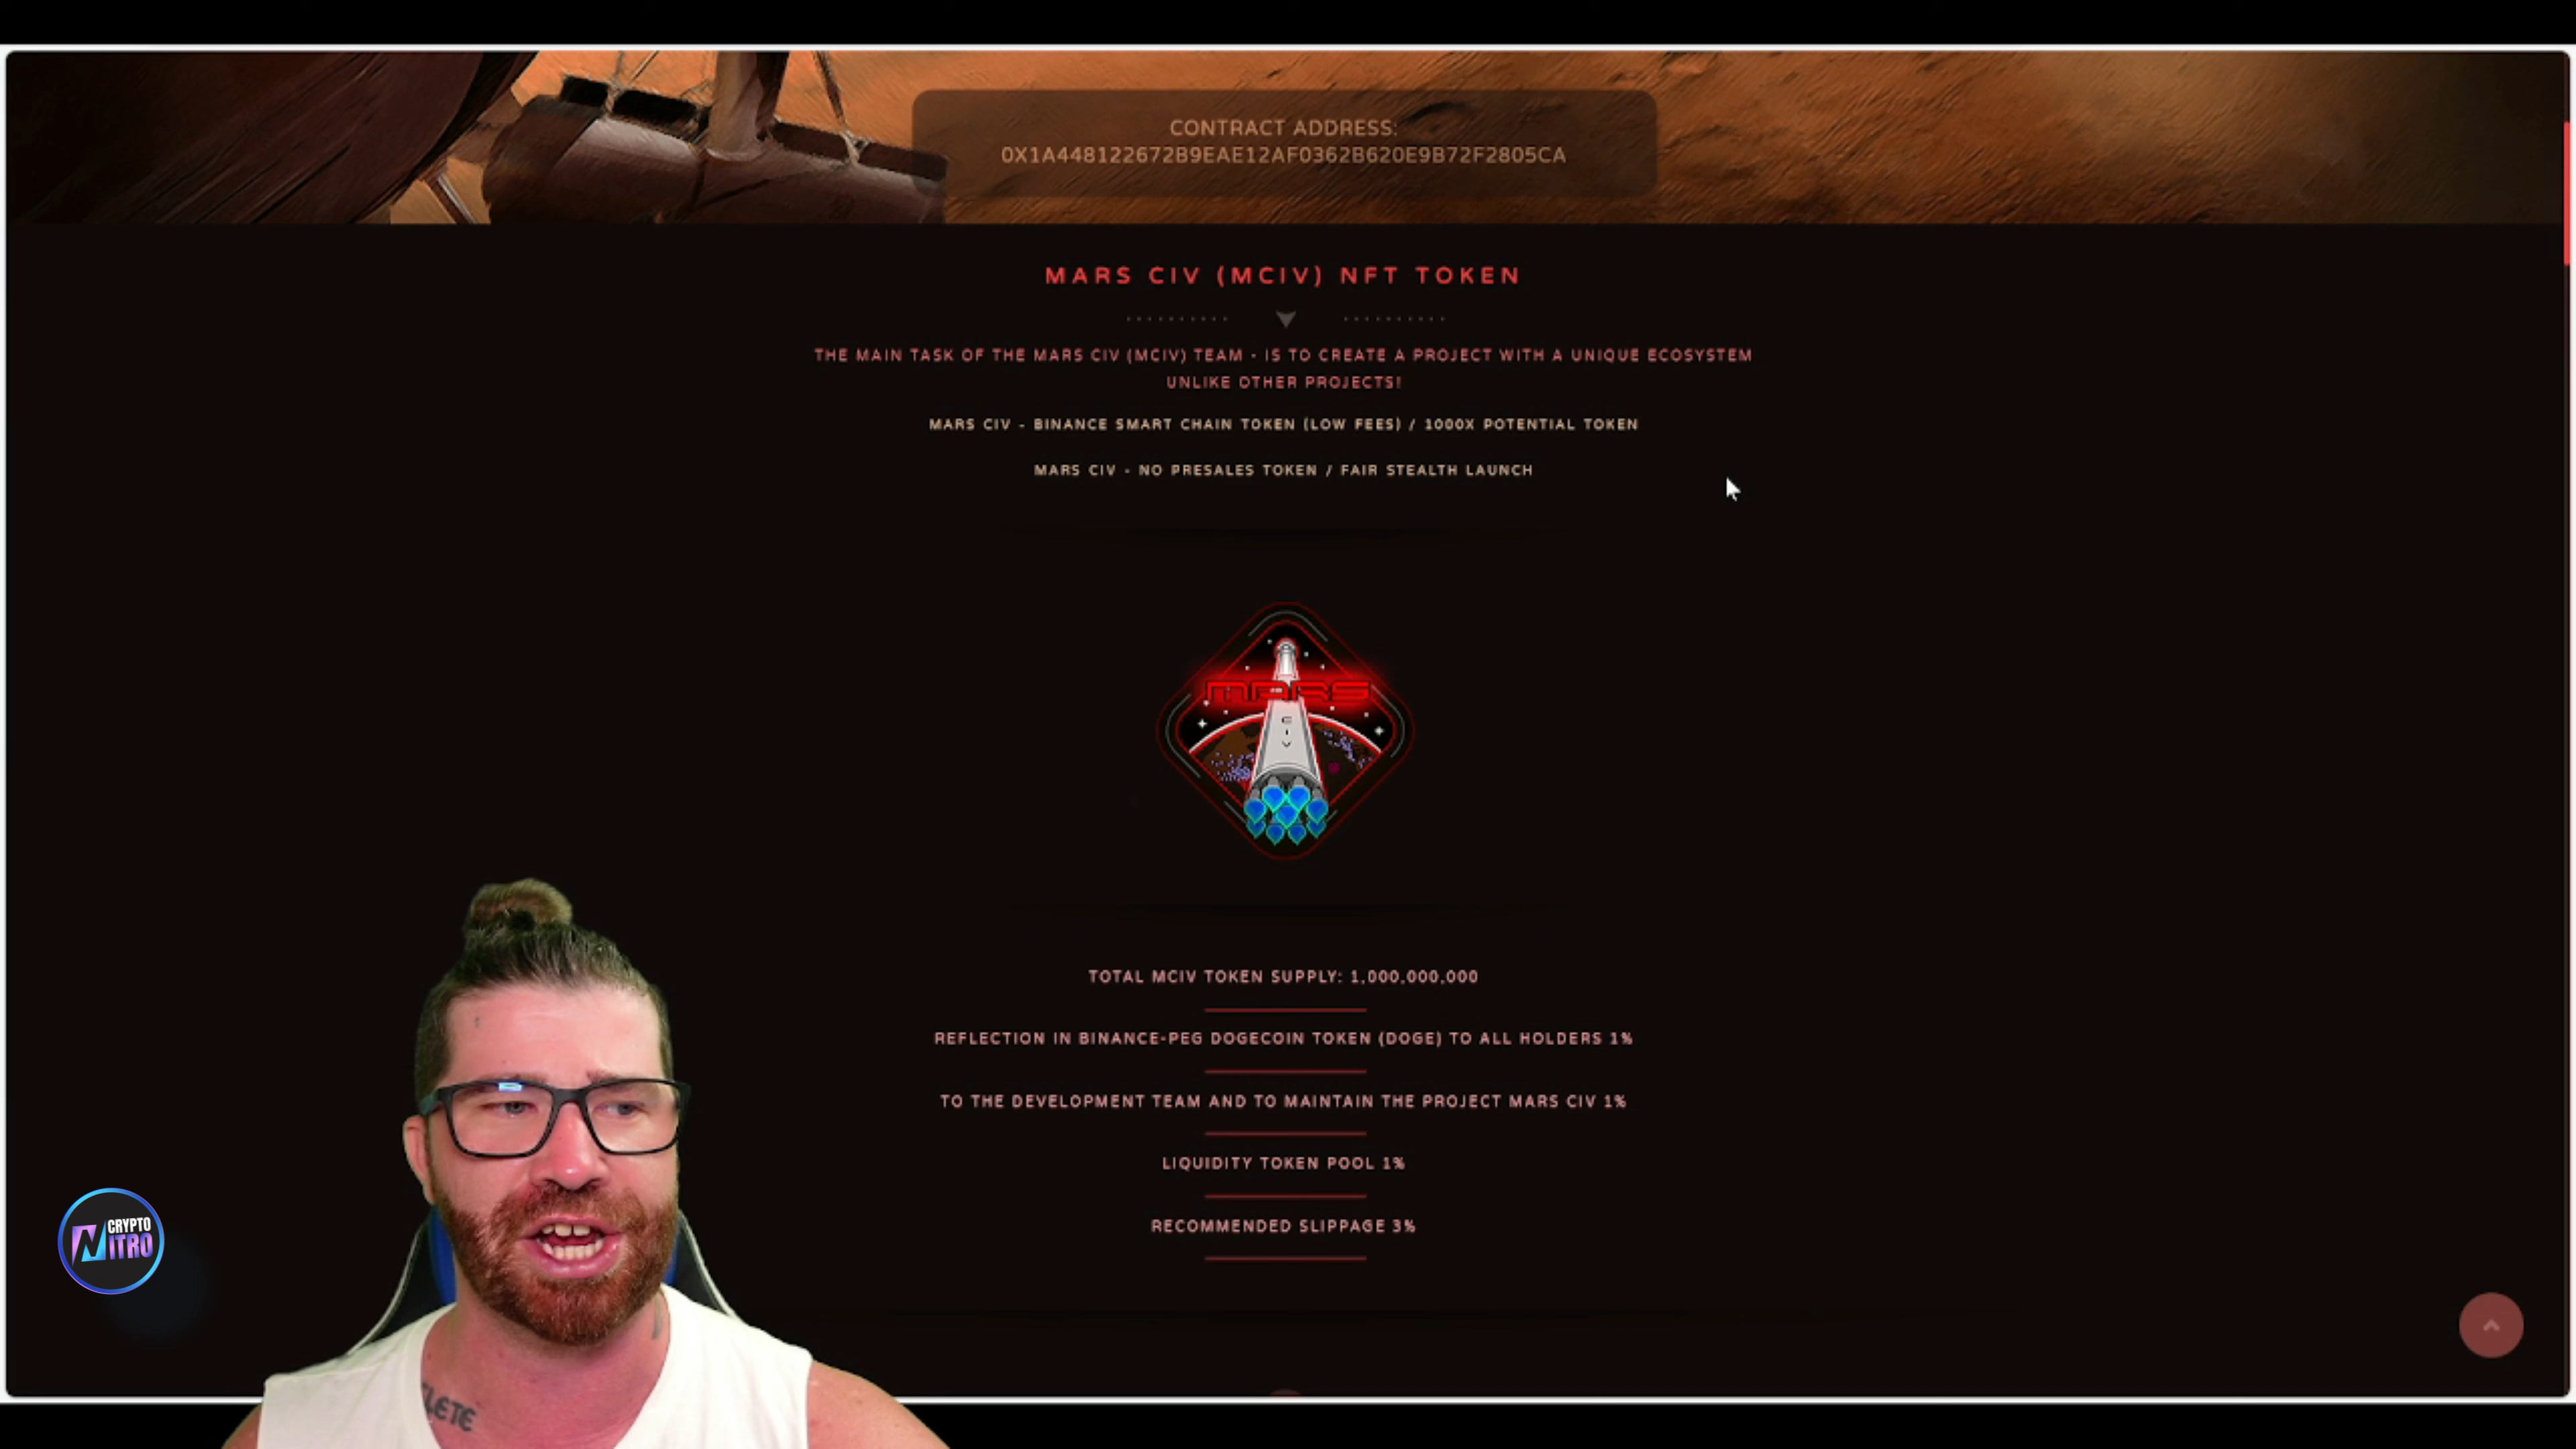 CONTRACT ADDRESS:
0X1A448122672B9EAE12AF0362B620E9B72F2805CA
MARS CIV (MCIV) NFT TOKEN
THE MAIN TASK OF THE MARS CIV (MCIV) TEAM - IS TO CREATE A PROJECT WITH A UNIQUE ECOSYSTEM
UNLIKE OTHER PROJECTS!
MARS CIV - BINANCE SMART CHAIN TOKEN (LOW FEES) / 1000X POTENTIAL TOKEN
MARS CIV - NO PRESALES TOKEN / FAIR STEALTH LAUNCH
MARS
CIV
TOTAL MCIV TOKEN SUPPLY: 1,000,000,000
REFLECTION IN BINANCE-PEG DOGECOIN TOKEN (DOGE) TO ALL HOLDERS 1%
TO THE DEVELOPMENT TEAM AND TO MAINTAIN THE PROJECT MARS CIV 1%
LIQUIDITY TOKEN POOL 1%
RECOMMENDED SLIPPAGE 3%
CRYPTO
NITRO